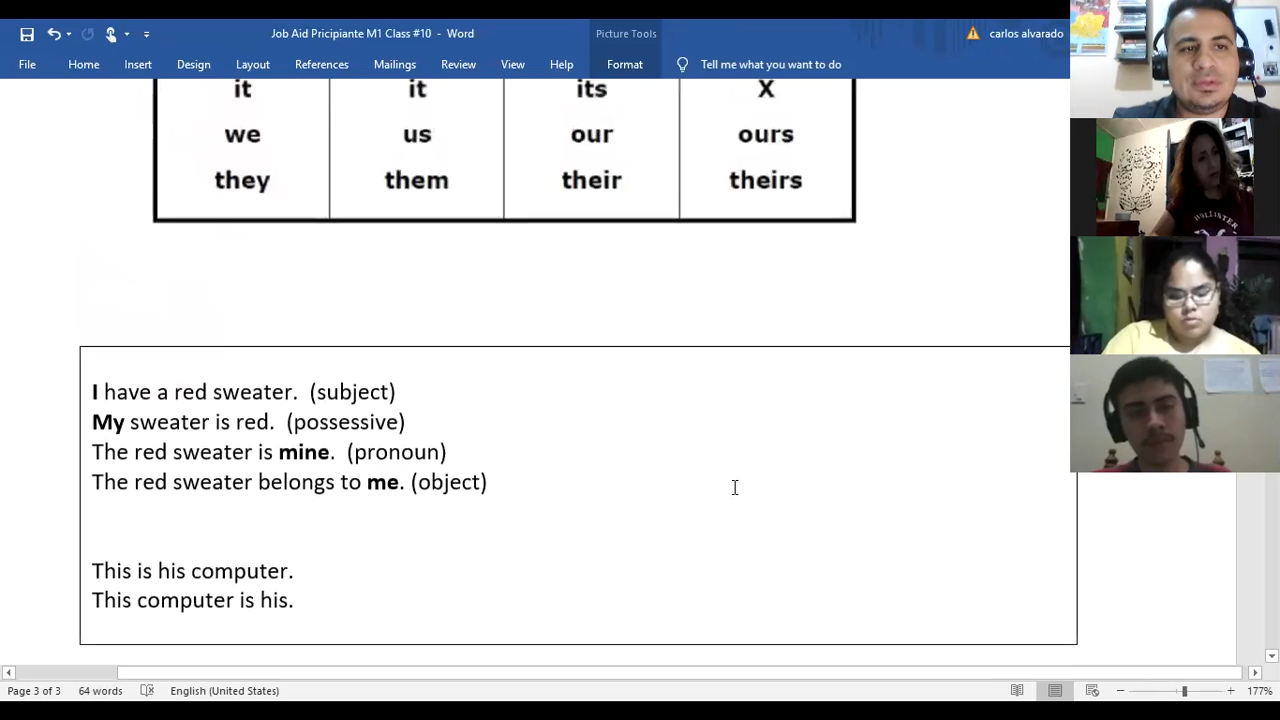 Job Aid Pricipiante M1 Class #10 - Word
Picture Tools
carlos alvarado
File Home Insert Design Layout References Mailings Review View Help Format Tell me what you want to do
it it its X
we us our ours
they them their theirs
I have a red sweater. (subject)
My sweater is red. (possessive)
The red sweater is mine. (pronoun)
The red sweater belongs to me. (object)
This is his computer.
This computer is his.
HOLLISTER
Page 3 of 3 64 words English (United States) 177%